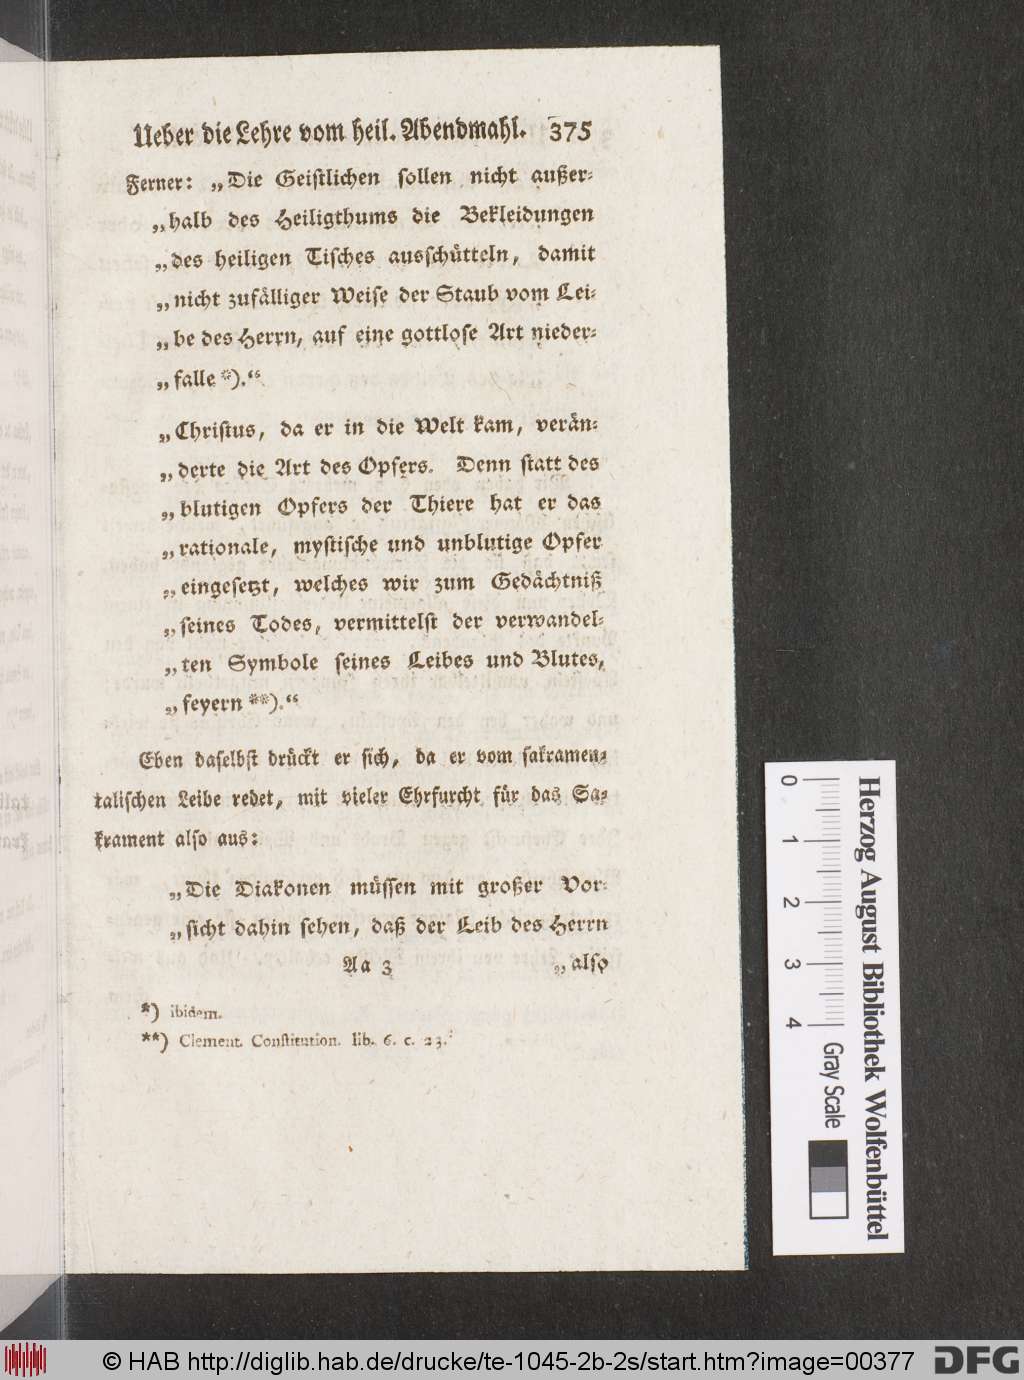 Ueber die Lehre vom heil. Abendmahl. 375
Ferner: „Die Geistlichen sollen nicht außer-
„halb des Heiligthums die Bekleidungen
„des heiligen Tisches ausschütteln, damit
„nicht zufälliger Weise der Staub vom Lei-
„be des Herrn, auf eine gottlose Art nieder-
„falle *).“
„Christus, da er in die Welt kam, verän-
„derte die Art des Opfers. Denn statt des
„blutigen Opfers der Thiere hat er das
„rationale, mystische und unblutige Opfer
„eingesetzt, welches wir zum Gedächtniß
„seines Todes, vermittelst der verwandel-
„ten Symbole seines Leibes und Blutes,
„feyern **).“
Eben daselbst drückt er sich, da er vom sakramen-
talischen Leibe redet, mit vieler Ehrfurcht für das Sa-
krament also aus:
„Die Diakonen müssen mit großer Vor-
„sicht dahin sehen, daß der Leib des Herrn
Aa 3 „also
*) ibidem.
**) Clement. Constitution. lib. 6. c. 23.
0 1 2 3 4 Gray Scale
Herzog August Bibliothek Wolfenbüttel
© HAB http://diglib.hab.de/drucke/te-1045-2b-2s/start.htm?image=00377 DFG